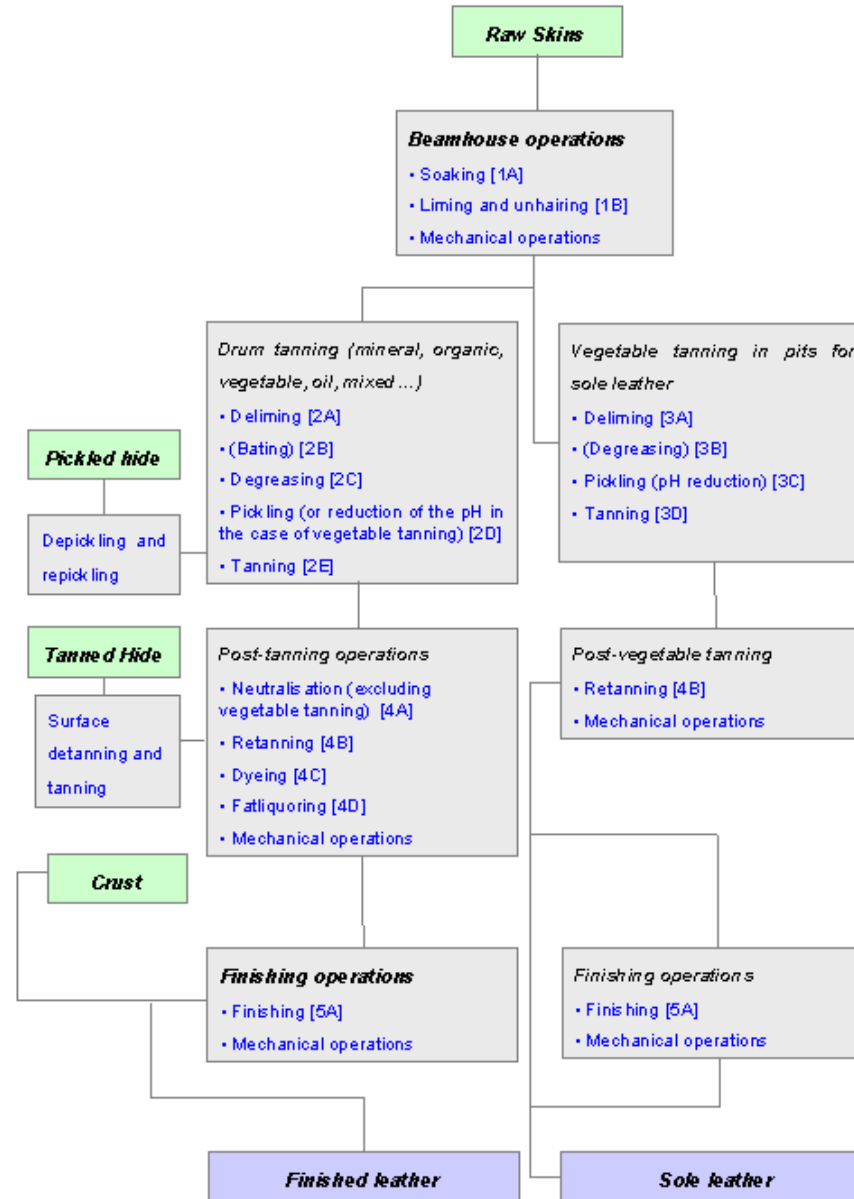 Raw Skins
Beamhouse operations
• Soaking [1A]
• Liming and unhairing [1B]
• Mechanical operations
Drum tanning (mineral, organic,
vegetable, oil, mixed ...)
• Deliming [2A]
• (Bating) [2B]
• Degreasing [2C]
• Pickling (or reduction of the pH in
the case of vegetable tanning) [2D]
• Tanning [2E]
Vegetable tanning in pits for
sole leather
• Deliming [3A]
• (Degreasing) [3B]
• Pickling (pH reduction) [3C]
• Tanning [3D]
Pickled hide
Depickling and
repickling
Tanned Hide
Surface
detanning and
tanning
Post-tanning operations
• Neutralisation (excluding
vegetable tanning) [4A]
• Retanning [4B]
• Dyeing [4C]
• Fatliquoring [4D]
• Mechanical operations
Post-vegetable tanning
• Retanning [4B]
• Mechanical operations
Crust
Finishing operations
• Finishing [5A]
• Mechanical operations
Finishing operations
• Finishing [5A]
• Mechanical operations
Finished leather
Sole leather